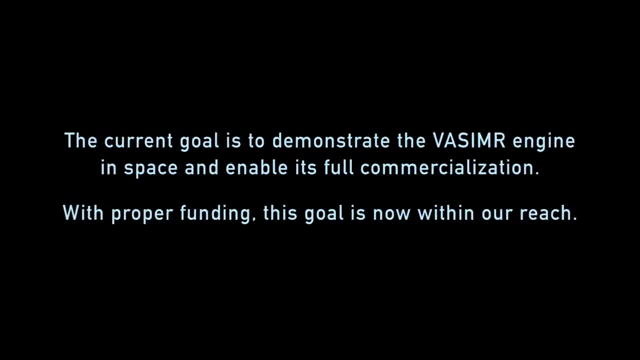 The current goal is to demonstrate the VASIMR engine
in space and enable its full commercialization.
With proper funding, this goal is now within our reach.